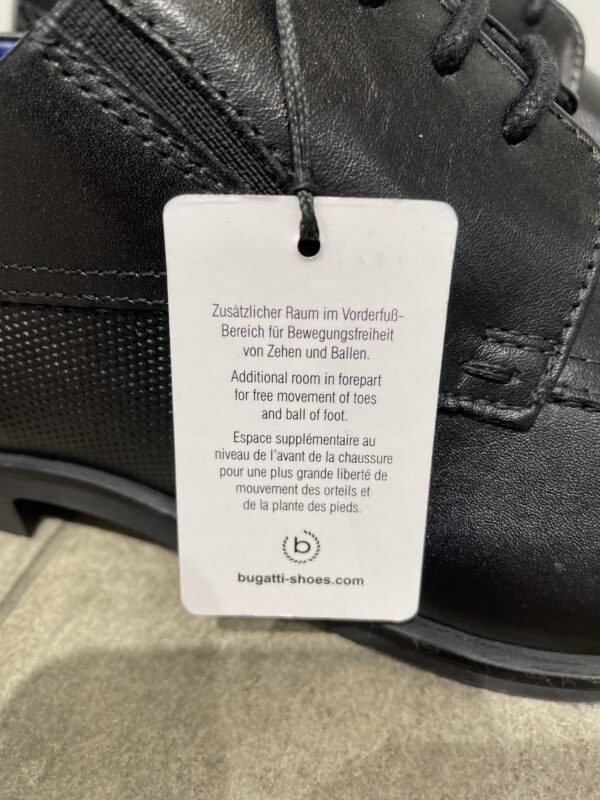 Zusätzlicher Raum im Vorderfuß-
Bereich für Bewegungsfreiheit
von Zehen und Ballen.
Additional room in forepart
for free movement of toes
and ball of foot.
Espace supplémentaire au
niveau de l'avant de la chaussure
pour une plus grande liberté de
mouvement des orteils et
de la plante des pieds.
b
bugatti-shoes.com